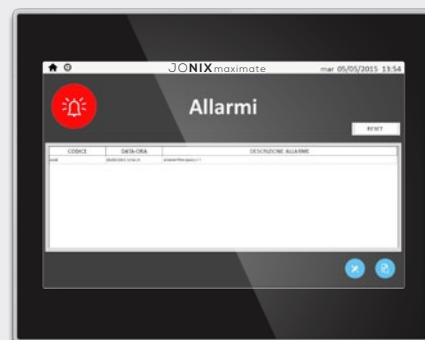 JONIXmaximate mar 05/05/2015 13:54
Allarmi
RESET
CODICE DATA-ORA DESCRIZIONE ALLARME